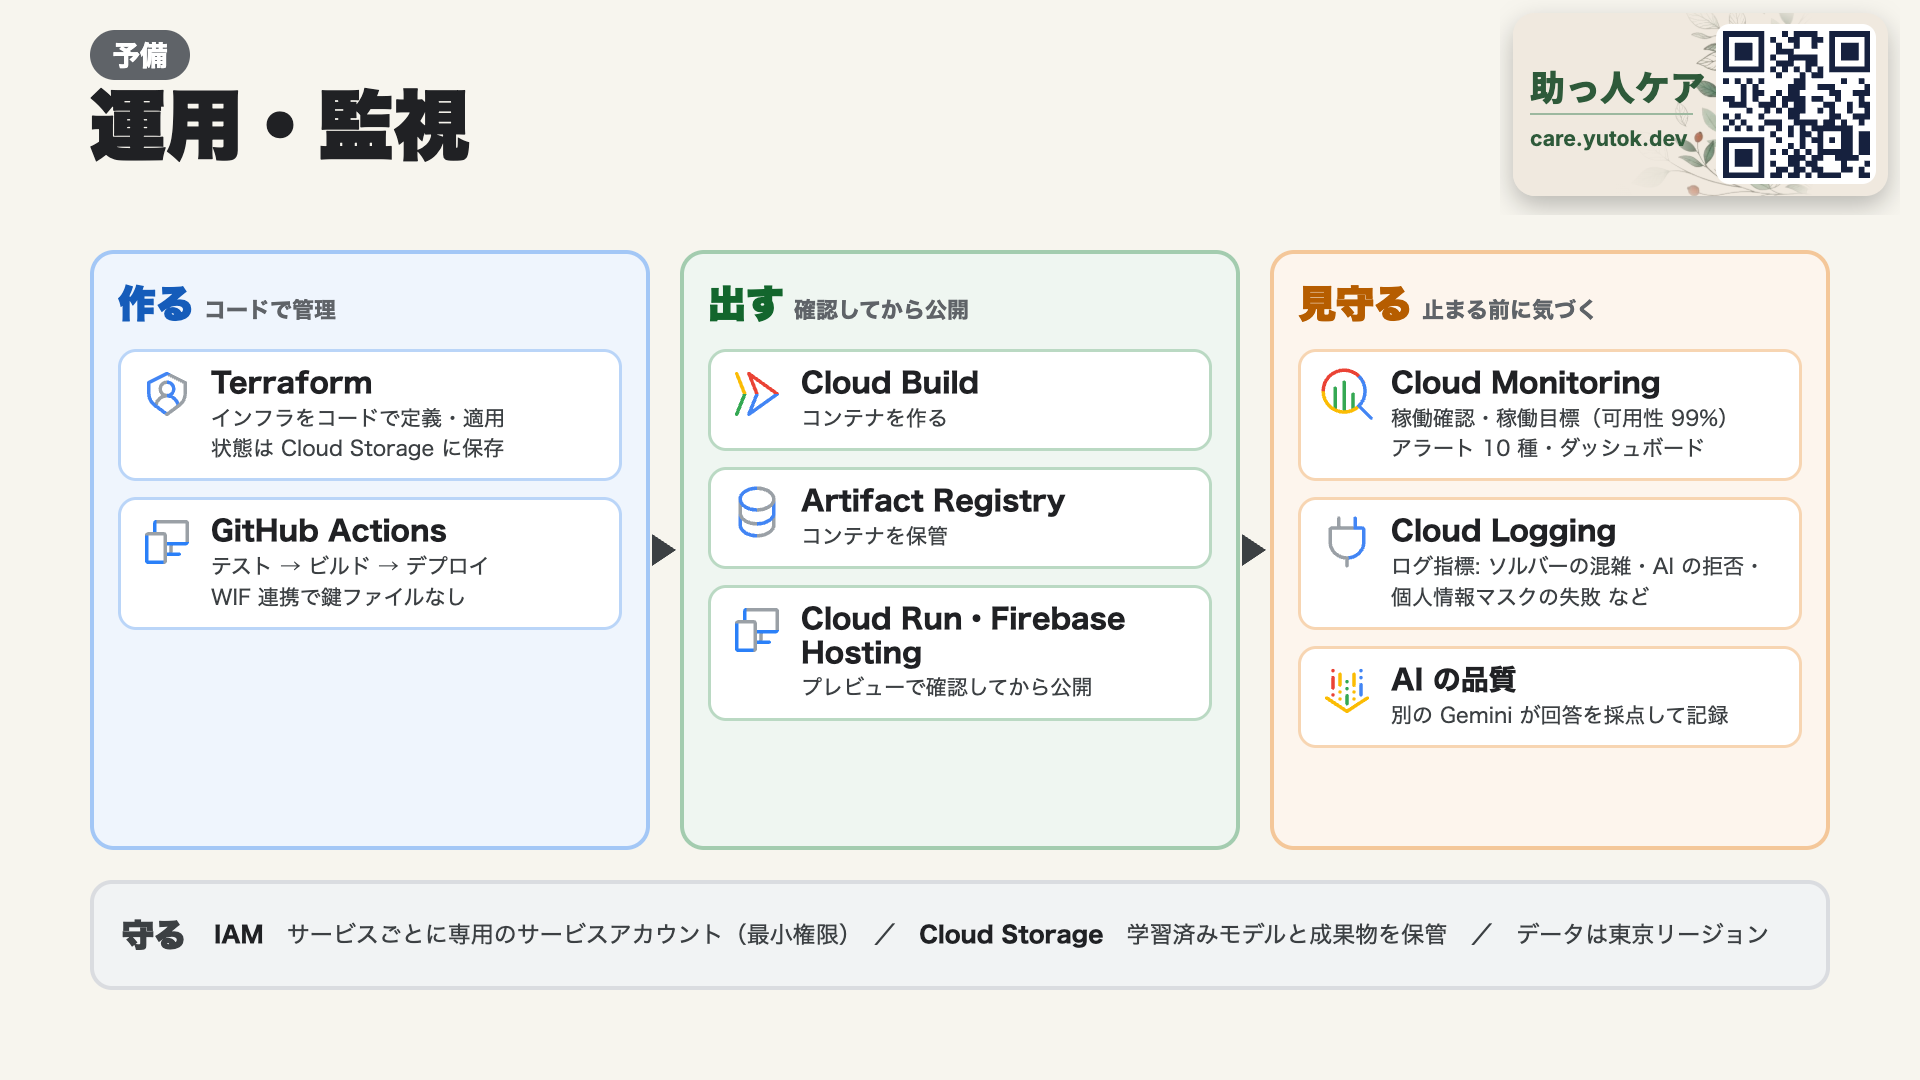 予備
運用・監視
助っ人ケア
care.yutok.dev
作る コードで管理
Terraform
インフラをコードで定義・適用
状態は Cloud Storage に保存
GitHub Actions
テスト → ビルド → デプロイ
WIF 連携で鍵ファイルなし
出す 確認してから公開
Cloud Build
コンテナを作る
Artifact Registry
コンテナを保管
Cloud Run・Firebase
Hosting
プレビューで確認してから公開
見守る 止まる前に気づく
Cloud Monitoring
稼働確認・稼働目標（可用性 99%）
アラート 10 種・ダッシュボード
Cloud Logging
ログ指標: ソルバーの混雑・AI の拒否・
個人情報マスクの失敗 など
AI の品質
別の Gemini が回答を採点して記録
守る IAM サービスごとに専用のサービスアカウント（最小権限） ／ Cloud Storage 学習済みモデルと成果物を保管 ／ データは東京リージョン